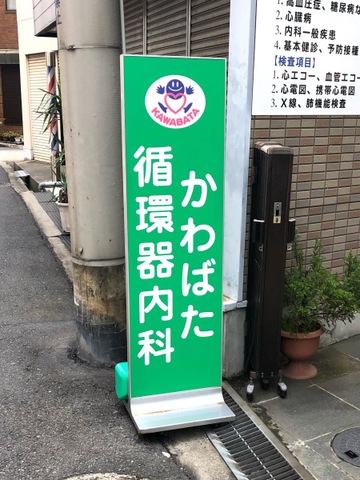 KAWABATA
かわばた
循環器内科
1. 高血圧症、糖尿病な
2. 心臓病
3. 内科一般疾患
4. 基本健診、予防接種
【検査項目】
1. 心エコー、血管エコー
2. 心電図、携帯心電図
3. X線、肺機能検査